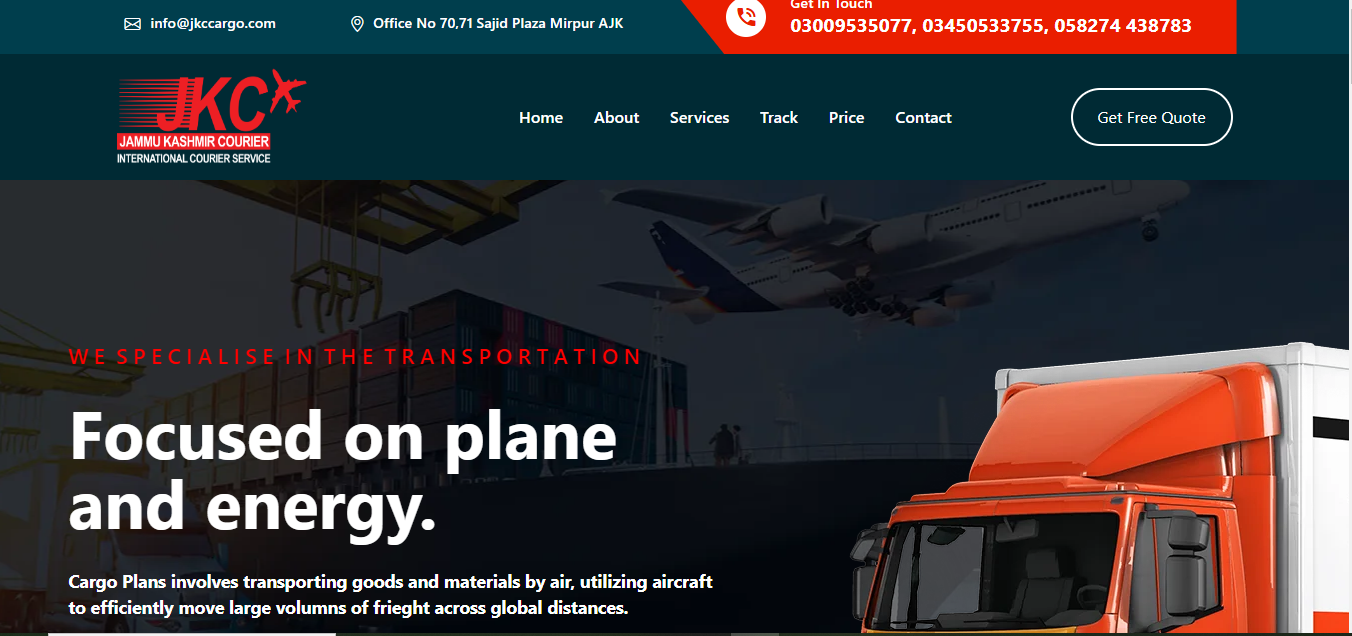 info@jkccargo.com
Office No 70,71 Sajid Plaza Mirpur AJK
Get In Touch
03009535077, 03450533755, 058274 438783
JKC
JAMMU KASHMIR COURIER
INTERNATIONAL COURIER SERVICE
Home About Services Track Price Contact
Get Free Quote
WE SPECIALISE IN THE TRANSPORTATION
Focused on plane
and energy.
Cargo Plans involves transporting goods and materials by air, utilizing aircraft
to efficiently move large volumns of frieght across global distances.